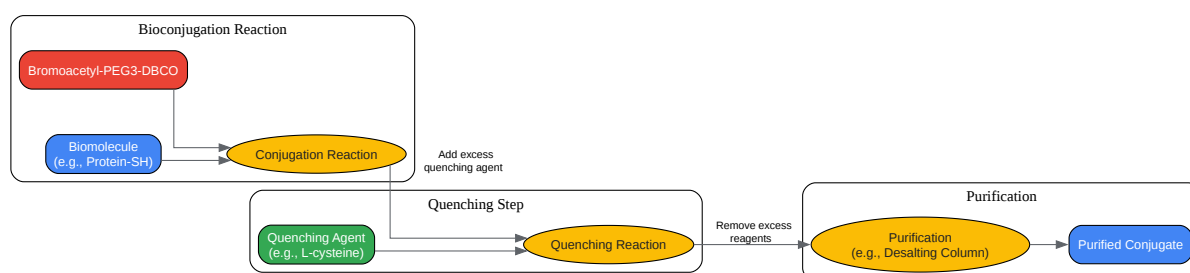 Bioconjugation Reaction
Bromoacetyl-PEG3-DBCO
Biomolecule
(e.g., Protein-SH)
Conjugation Reaction
Add excess
quenching agent
Quenching Step
Quenching Agent
(e.g., L-cysteine)
Quenching Reaction
Remove excess
reagents
Purification
Purification
(e.g., Desalting Column)
Purified Conjugate